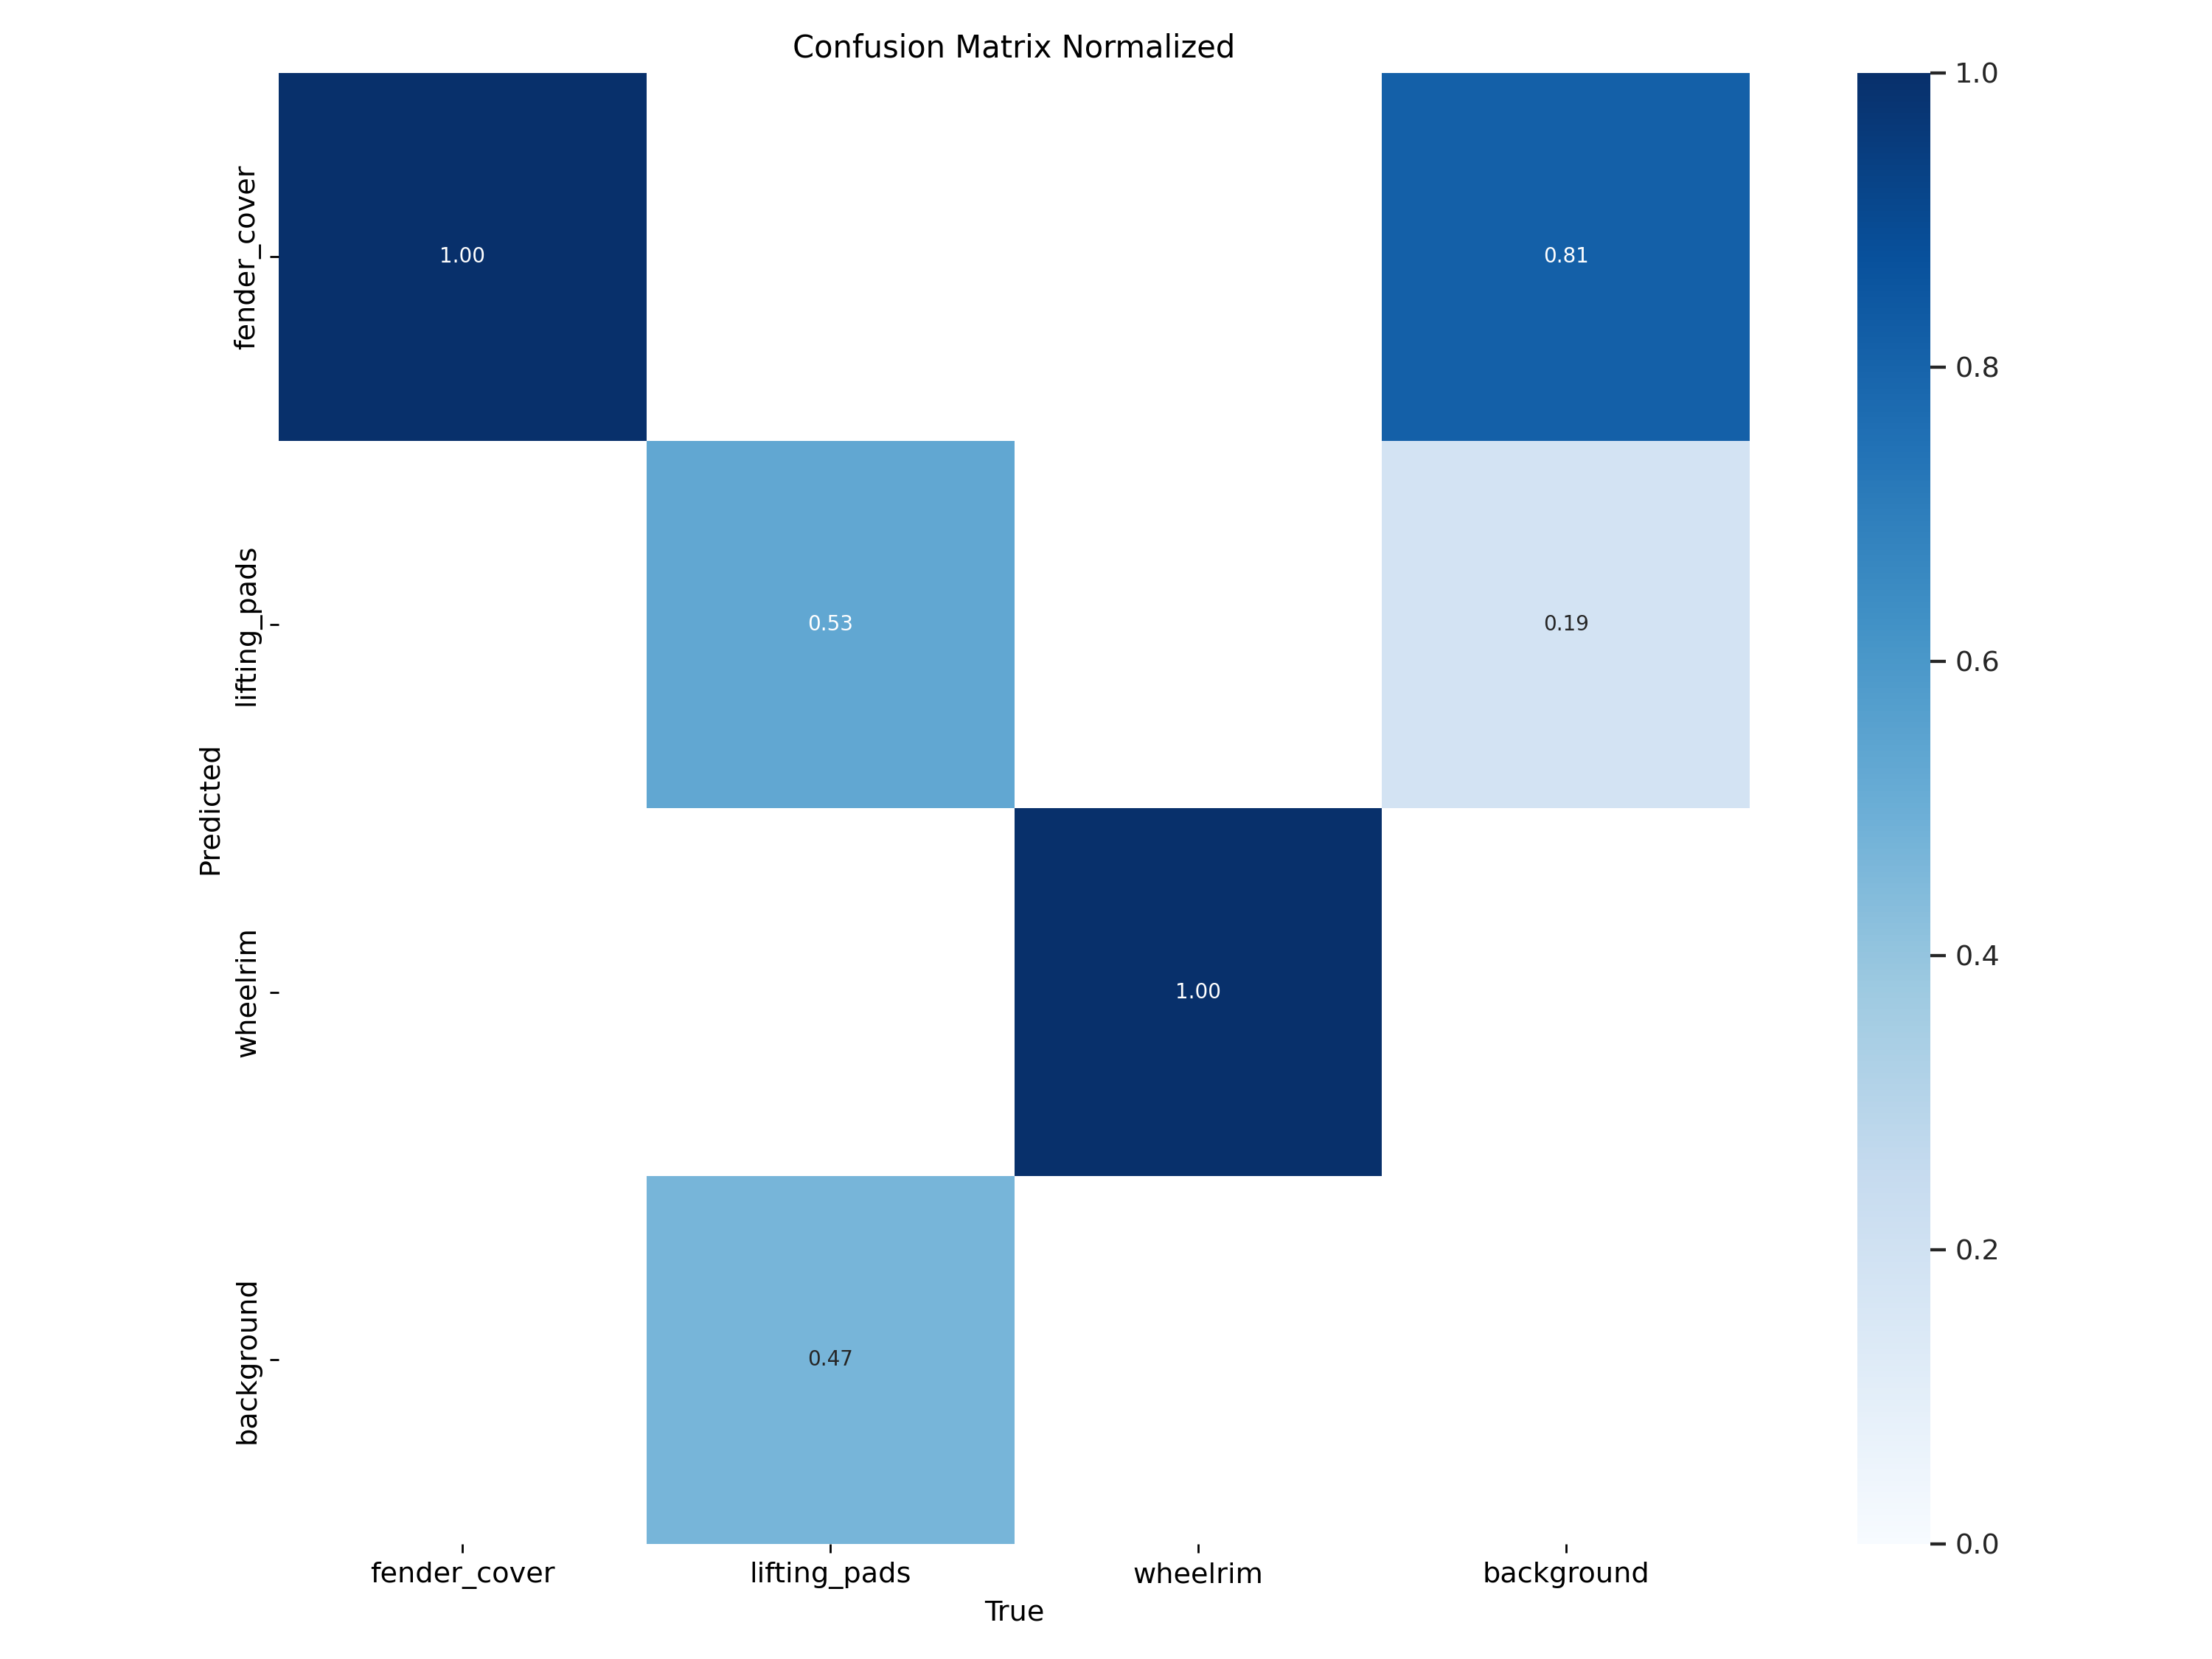 Confusion Matrix Normalized
fender_cover
lifting_pads
wheelrim
background
Predicted
1.00
0.81
0.53
0.19
1.00
0.47
fender_cover
lifting_pads
wheelrim
background
True
1.0
0.8
0.6
0.4
0.2
0.0